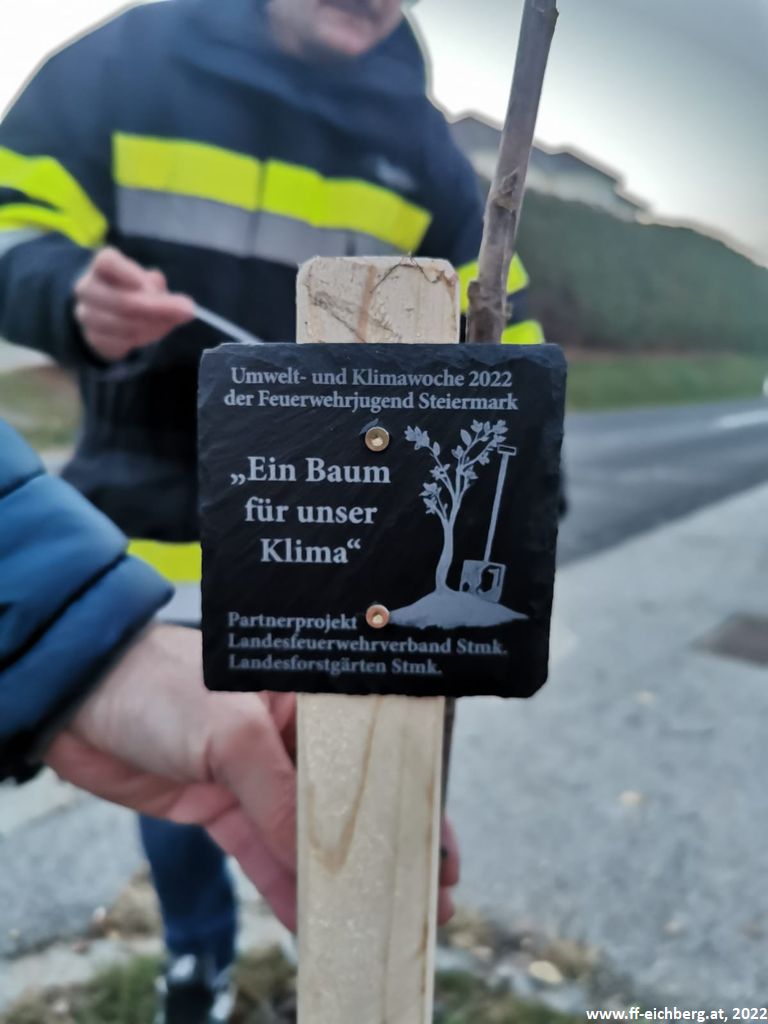 Umwelt- und Klimawoche 2022
der Feuerwehrjugend Steiermark
„Ein Baum
für unser
Klima“
Partnerprojekt
Landesfeuerwehrverband Stmk.
Landesforstgärten Stmk.
www.ff-eichberg.at, 2022